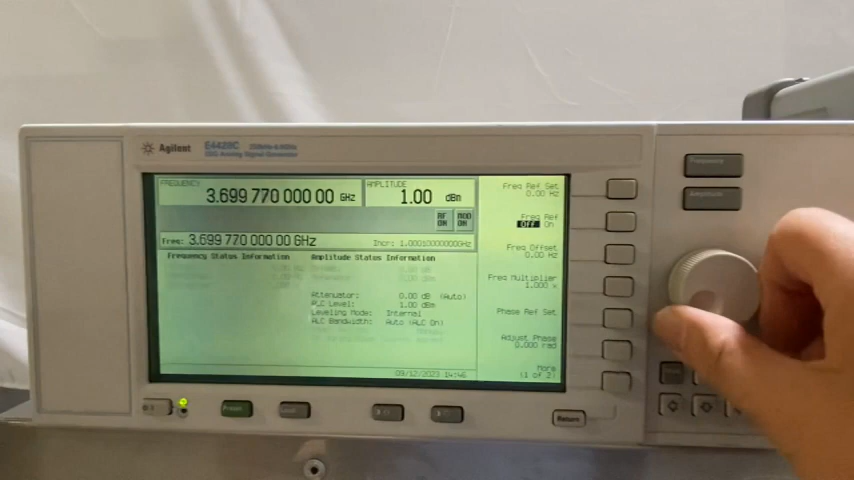 Agilent E4428C 250kHz-6.0GHz
ESG Analog Signal Generator
FREQUENCY
3.699 770 000 00 GHz
AMPLITUDE
1.00 dBm
RF ON
MOD ON
Freq: 3.699 770 000 00 GHz
Incr: 1.00010000000GHz
Frequency Status Information
Amplitude Status Information
Attenuator: 0.00 dB (Auto)
ALC Level: 1.00 dBm
Leveling Mode: Internal
ALC Bandwidth: Auto (ALC On)
09/12/2023 14:46
Freq Ref Set
0.00 Hz
Freq Ref
OFF On
Freq Offset
0.00 Hz
Freq Multiplier
1.000 x
Phase Ref Set
Adjust Phase
0.000 rad
More
(1 of 2)
Frequency
Amplitude
Preset
Local
Return